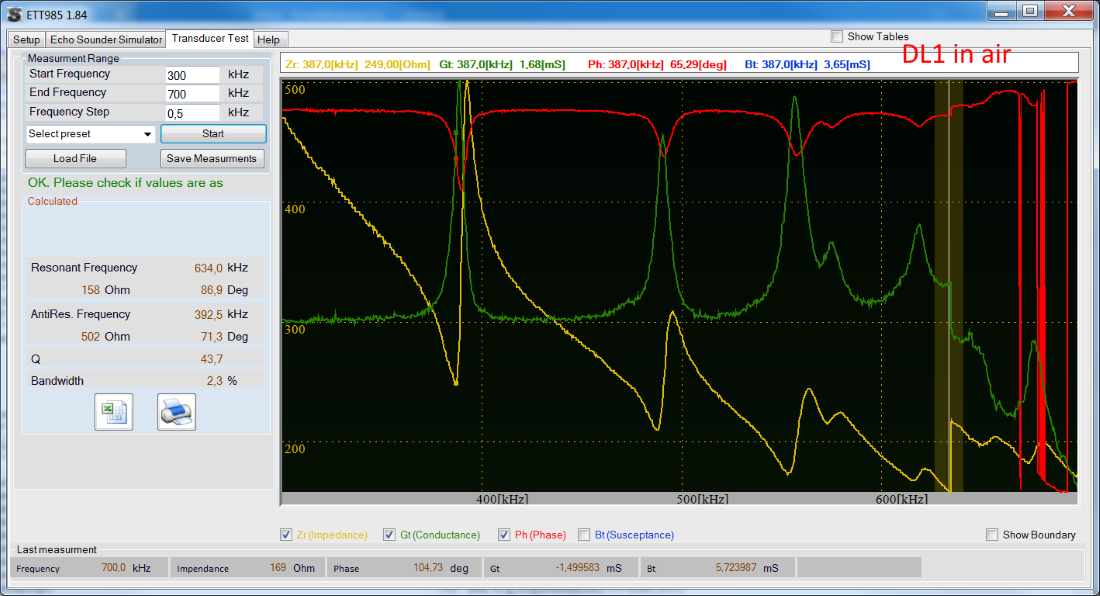 ETT985 1.84
Setup Echo Sounder Simulator Transducer Test Help
Show Tables
DL1 in air
Measurment Range
Start Frequency 300 kHz
End Frequency 700 kHz
Frequency Step 0,5 kHz
Select preset Start
Load File Save Measurments
OK. Please check if values are as
Calculated
Resonant Frequency 634,0 kHz
158 Ohm 86,9 Deg
AntiRes. Frequency 392,5 kHz
502 Ohm 71,3 Deg
Q 43,7
Bandwidth 2,3 %
Zr: 387,0[kHz] 249,00[Ohm] Gt: 387,0[kHz] 1,68[mS] Ph: 387,0[kHz] 65,29[deg] Bt: 387,0[kHz] 3,65[mS]
500
400
300
200
400[kHz] 500[kHz] 600[kHz]
Zr (Impedance) Gt (Conductance) Ph (Phase) Bt (Susceptance) Show Boundary
Last measurment
Frequency 700,0 kHz Impedance 169 Ohm Phase 104,73 deg Gt -1,499583 mS Bt 5,723987 mS